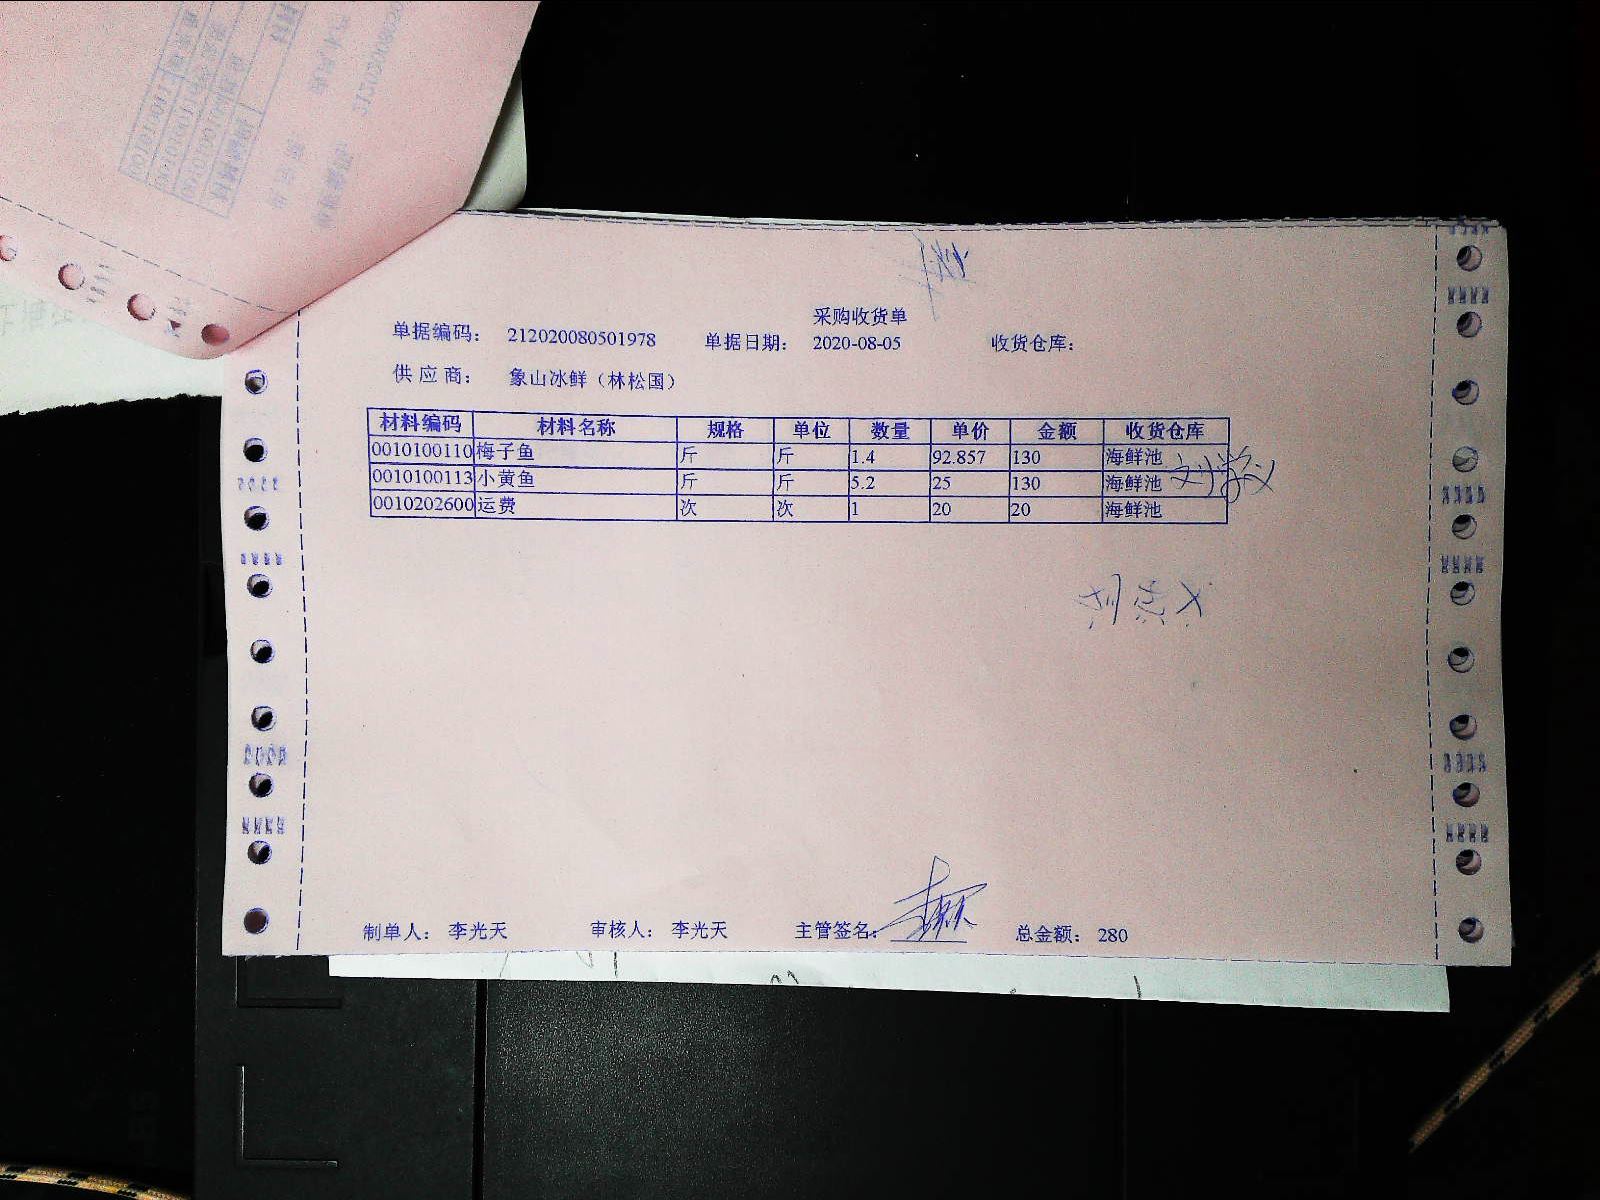 采购收货单
单据编码： 212020080501978 单据日期： 2020-08-05 收货仓库：
供应商： 象山冰鲜（林松国）
材料编码 材料名称 规格 单位 数量 单价 金额 收货仓库
0010100110 梅子鱼 斤 斤 1.4 92.857 130 海鲜池
0010100113 小黄鱼 斤 斤 5.2 25 130 海鲜池
0010202600 运费 次 次 1 20 20 海鲜池
制单人： 李光天 审核人： 李光天 主管签名： 总金额： 280